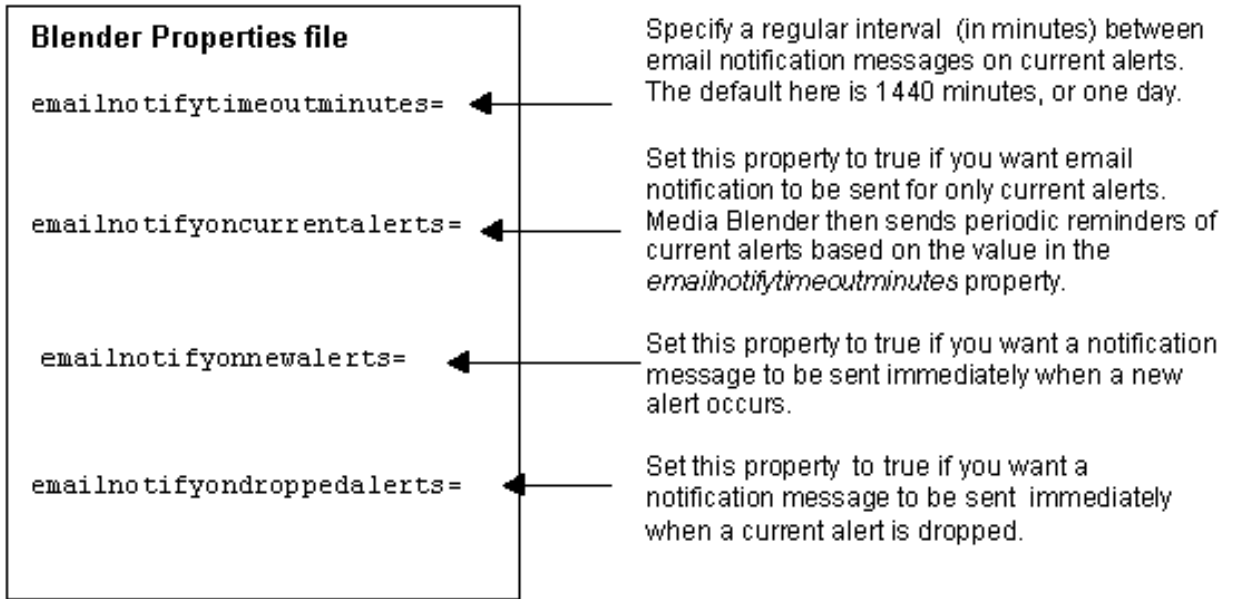 Blender Properties file
emailnotifytimeoutminutes=
Specify a regular interval (in minutes) between
email notification messages on current alerts.
The default here is 1440 minutes, or one day.
emailnotifyoncurrentalerts=
Set this property to true if you want email
notification to be sent for only current alerts.
Media Blender then sends periodic reminders of
current alerts based on the value in the
emailnotifytimeoutminutes property.
emailnotifyonnewalerts=
Set this property to true if you want a notification
message to be sent immediately when a new
alert occurs.
emailnotifyondroppedalerts=
Set this property to true if you want a
notification message to be sent immediately
when a current alert is dropped.